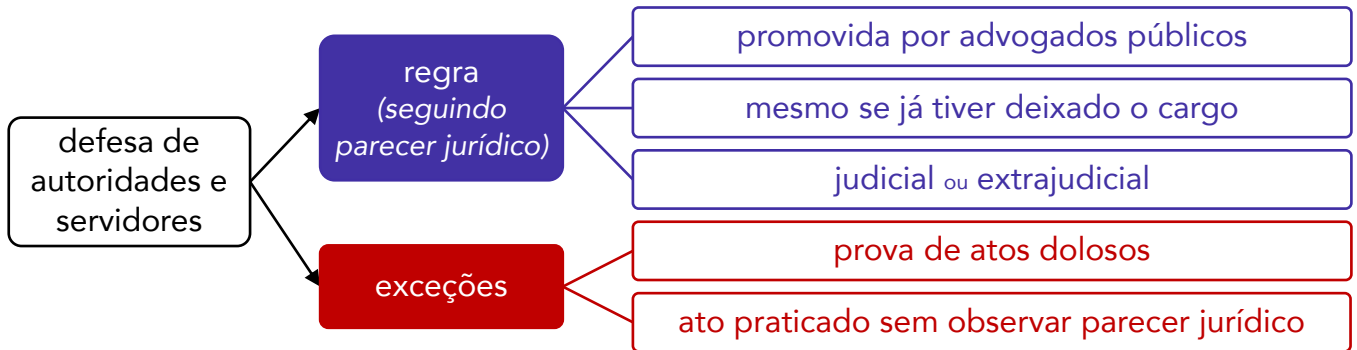 defesa de
autoridades e
servidores
regra
(seguindo
parecer jurídico)
promovida por advogados públicos
mesmo se já tiver deixado o cargo
judicial ou extrajudicial
exceções
prova de atos dolosos
ato praticado sem observar parecer jurídico